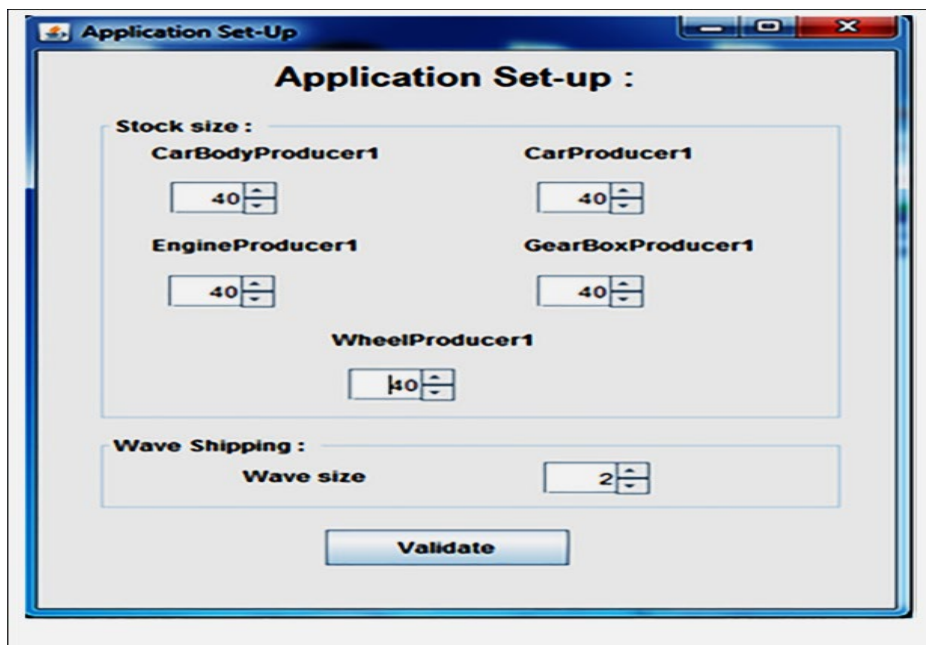 Application Set-Up
Application Set-up :
Stock size :
CarBodyProducer1 CarProducer1
40 40
EngineProducer1 GearBoxProducer1
40 40
WheelProducer1
40
Wave Shipping :
Wave size 2
Validate